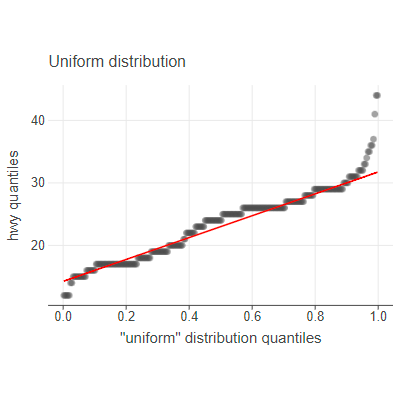 Uniform distribution
hwy quantiles
40
30
20
0.0 0.2 0.4 0.6 0.8 1.0
"uniform" distribution quantiles